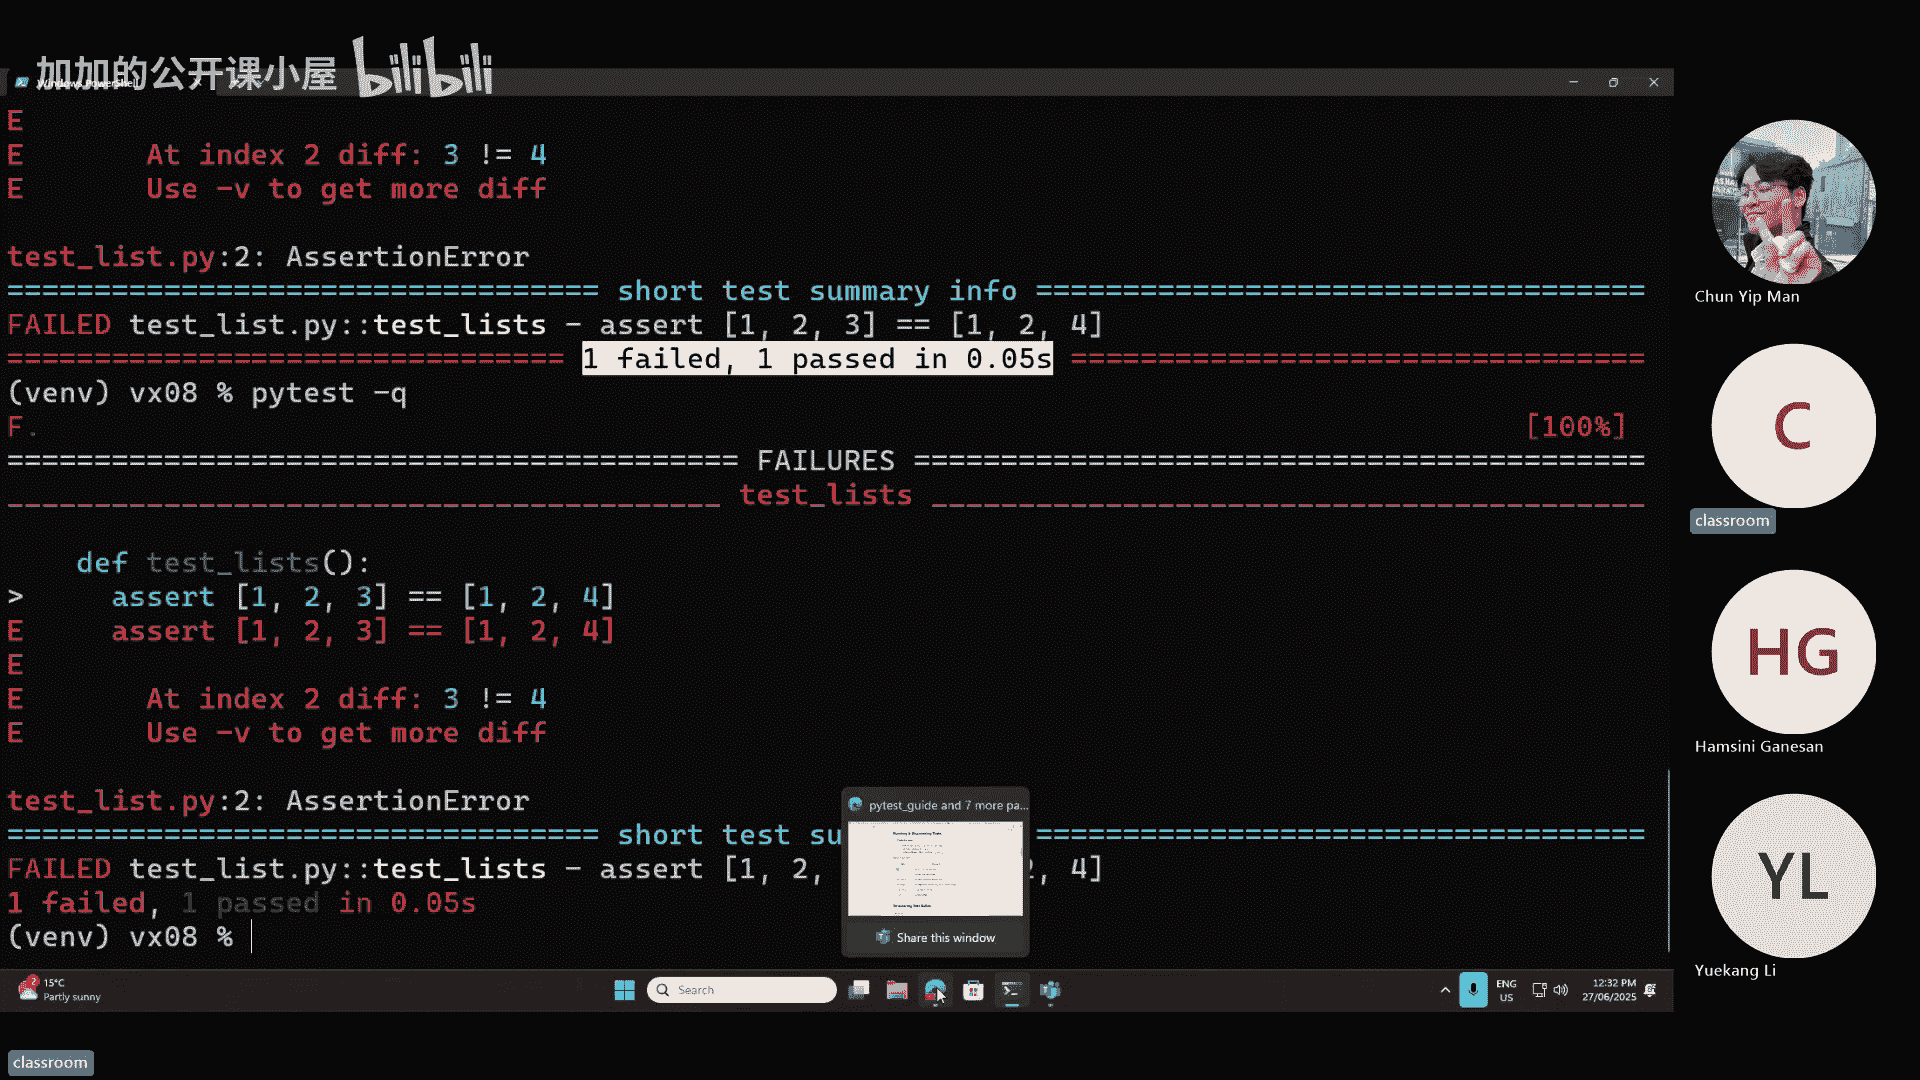 加加的公开课小屋 bilibili
Windows PowerShell
E
E At index 2 diff: 3 != 4
E Use -v to get more diff
test_list.py:2: AssertionError
=================================== short test summary info ===================================
FAILED test_list.py::test_lists - assert [1, 2, 3] == [1, 2, 4]
================================ 1 failed, 1 passed in 0.05s =================================
(venv) vx08 % pytest -q
F. [100%]
========================================== FAILURES ==========================================
_________________________________________ test_lists _________________________________________
def test_lists():
> assert [1, 2, 3] == [1, 2, 4]
E assert [1, 2, 3] == [1, 2, 4]
E
E At index 2 diff: 3 != 4
E Use -v to get more diff
test_list.py:2: AssertionError
================================== short test su ===================================
FAILED test_list.py::test_lists - assert [1, 2, 2, 4]
1 failed, 1 passed in 0.05s
(venv) vx08 %
pytest_guide and 7 more pa...
Share this window
2
15°C
Partly sunny
Search
ENG
US
12:32 PM
27/06/2025
Chun Yip Man
C
classroom
HG
Hamsini Ganesan
YL
Yuekang Li
classroom